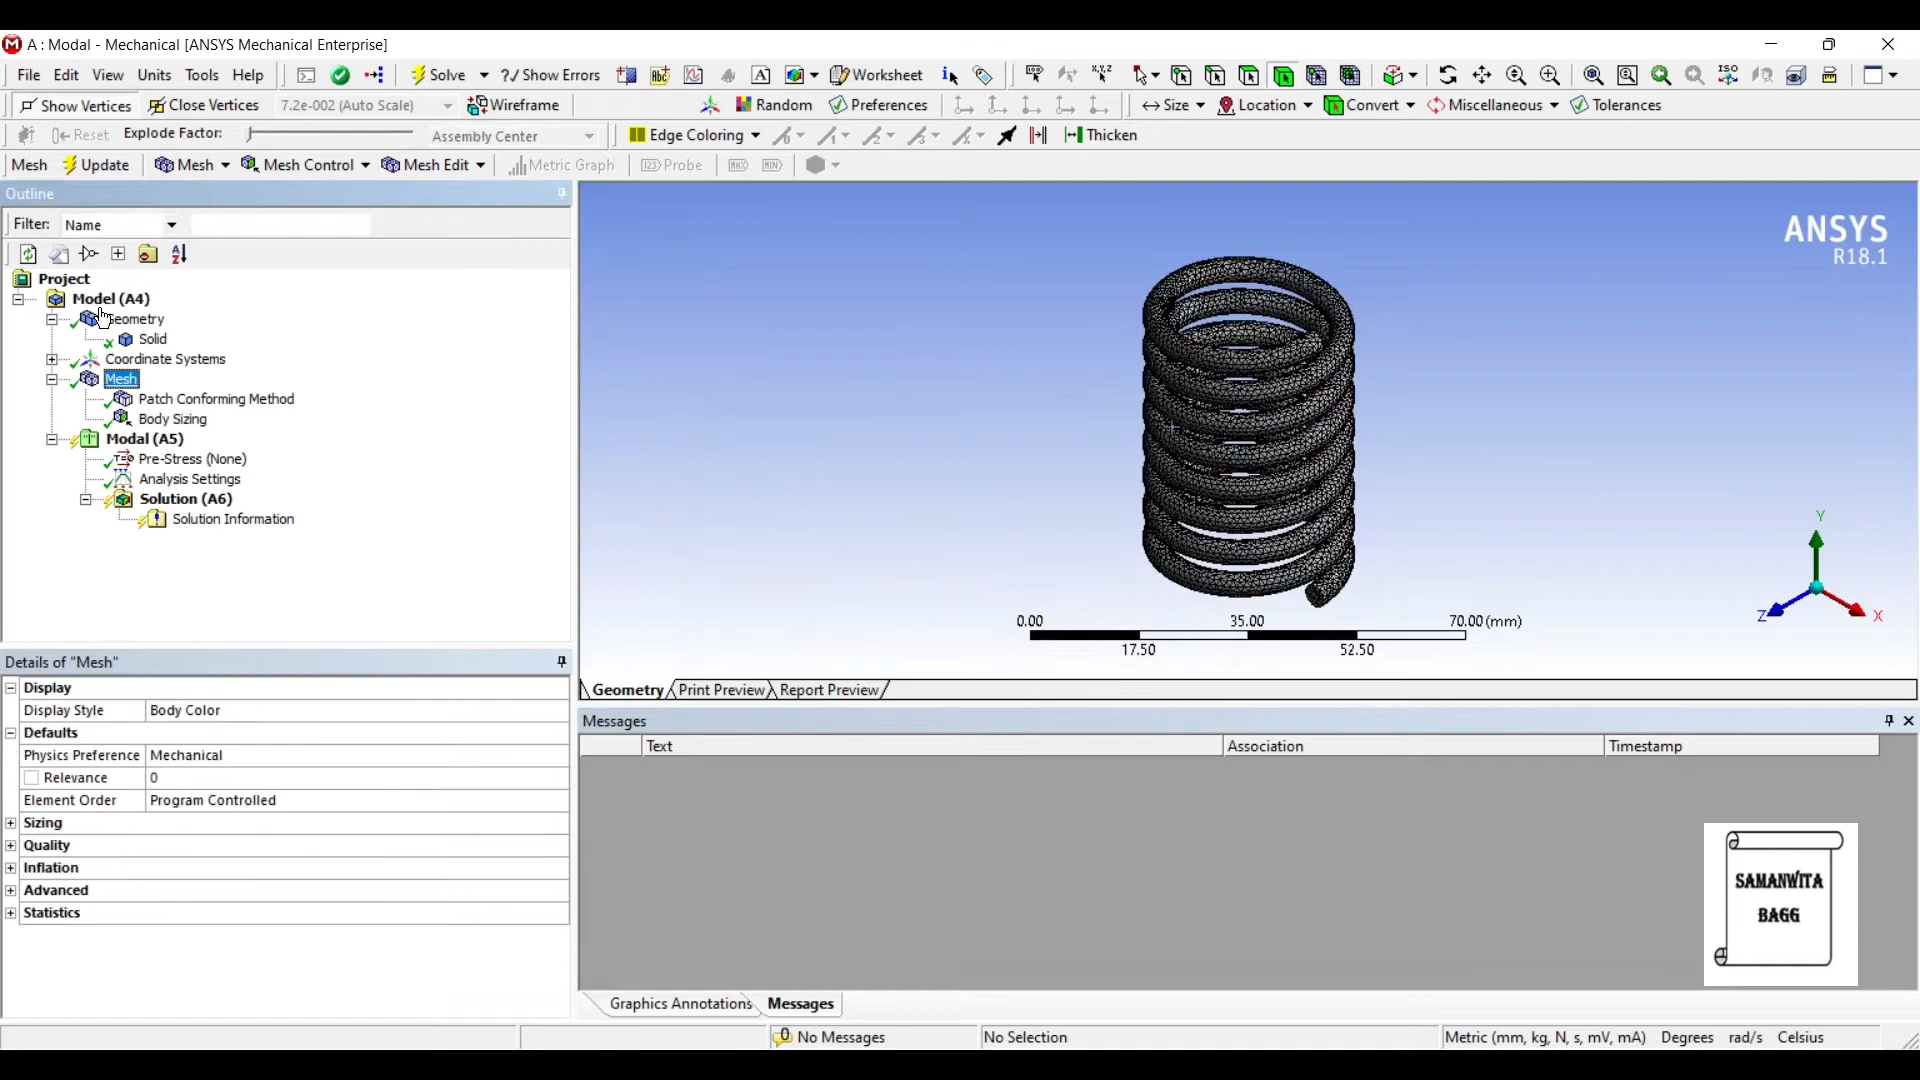 A : Modal - Mechanical [ANSYS Mechanical Enterprise]
File Edit View Units Tools Help Solve ?/ Show Errors Worksheet
Show Vertices Close Vertices 7.2e-002 (Auto Scale) Wireframe Random Preferences Size Location Convert Miscellaneous Tolerances
Reset Explode Factor: Assembly Center Edge Coloring Thicken
Mesh Update Mesh Mesh Control Mesh Edit Metric Graph Probe MAX MIN
Outline
Filter: Name
Project
Model (A4)
Geometry
Solid
Coordinate Systems
Mesh
Patch Conforming Method
Body Sizing
Modal (A5)
Pre-Stress (None)
Analysis Settings
Solution (A6)
Solution Information
ANSYS
R18.1
0.00 35.00 70.00 (mm)
17.50 52.50
Y
Z X
Geometry Print Preview Report Preview
Details of "Mesh"
Display
Display Style Body Color
Defaults
Physics Preference Mechanical
Relevance 0
Element Order Program Controlled
Sizing
Quality
Inflation
Advanced
Statistics
Messages
Text Association Timestamp
SAMANWITA
BAGG
Graphics Annotations Messages
0 No Messages No Selection Metric (mm, kg, N, s, mV, mA) Degrees rad/s Celsius